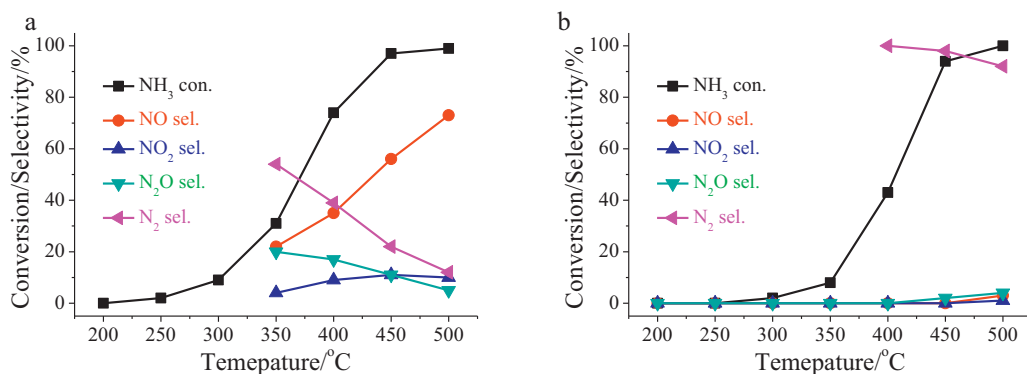 a
Conversion/Selectivity/%
100
80
60
40
20
0
NH3 con.
NO sel.
NO2 sel.
N2O sel.
N2 sel.
200 250 300 350 400 450 500
Temepature/°C
b
Conversion/Selectivity/%
100
80
60
40
20
0
NH3 con.
NO sel.
NO2 sel.
N2O sel.
N2 sel.
200 250 300 350 400 450 500
Temepature/°C